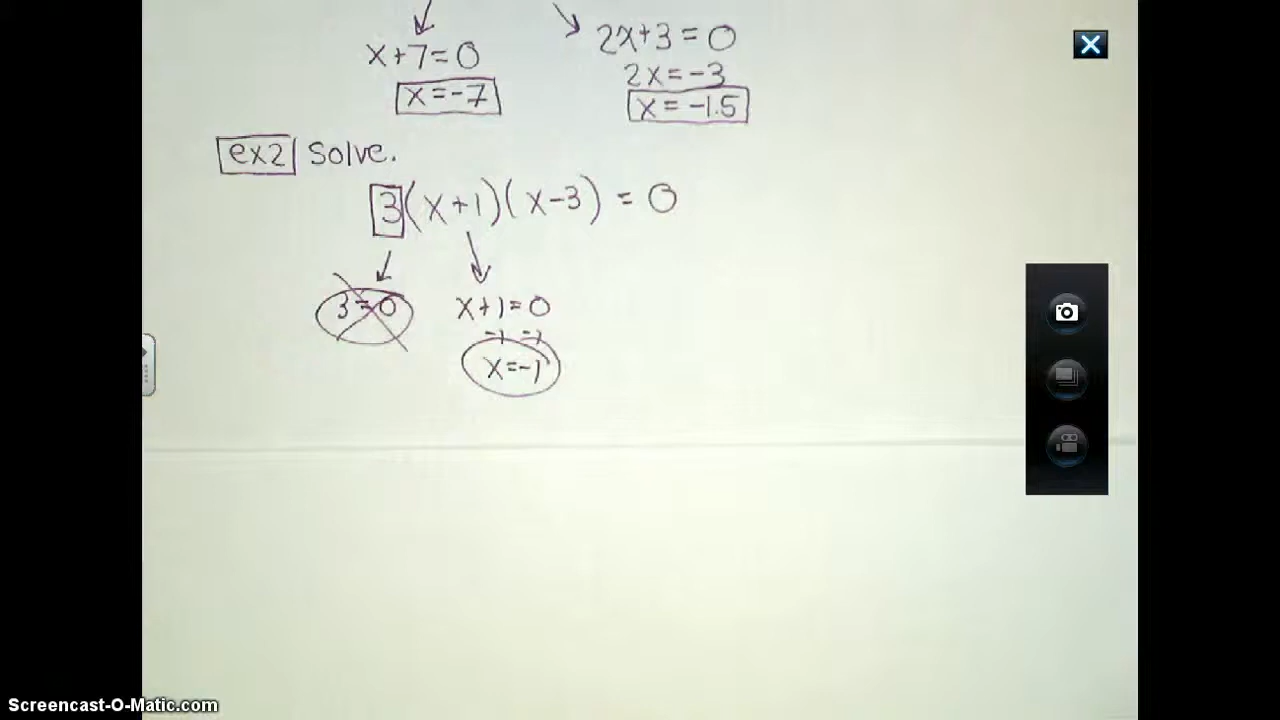 x+7=0
2x+3=0
2x=-3
x=-7
x=-1.5
ex2 Solve.
3(x+1)(x-3)=0
3=0
x+1=0
-1 -1
x=-1
Screencast-O-Matic.com